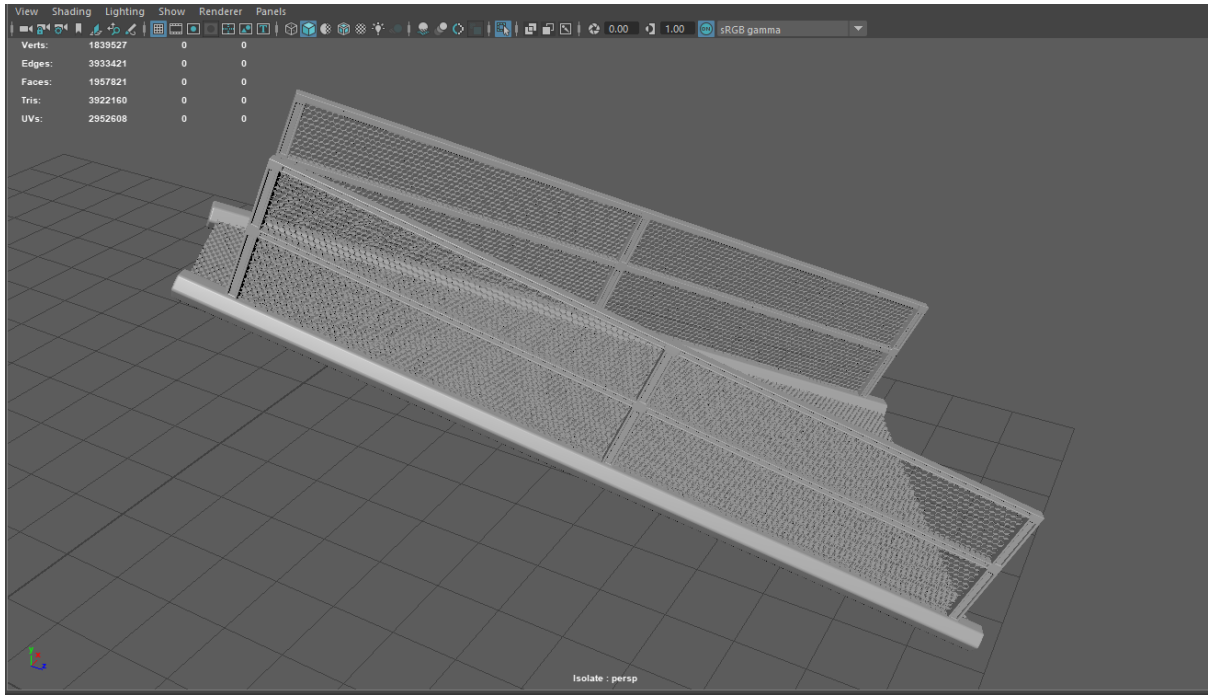 View Shading Lighting Show Renderer Panels
0.00 1.00 sRGB gamma
Verts: 1839527 0 0
Edges: 3933421 0 0
Faces: 1957821 0 0
Tris: 3922160 0 0
UVs: 2952608 0 0
y
z
Isolate : persp